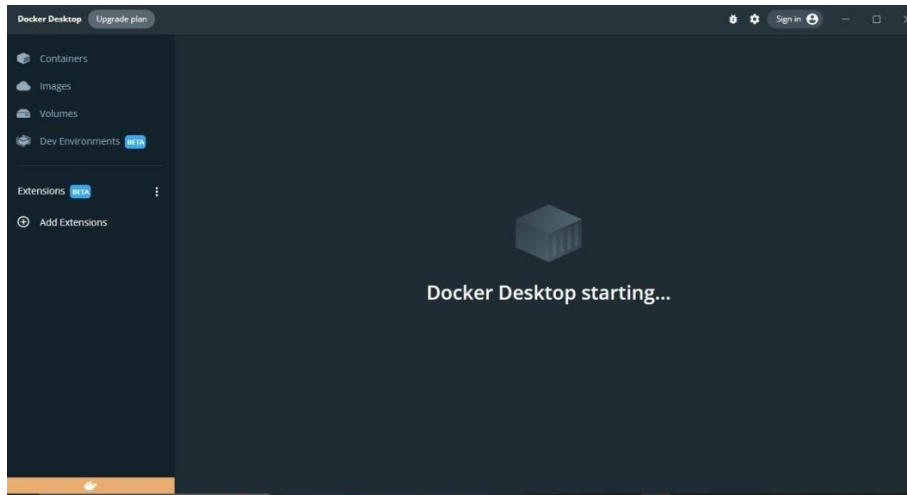 Docker Desktop Upgrade plan
Sign in
Containers
Images
Volumes
Dev Environments BETA
Extensions BETA
Add Extensions
Docker Desktop starting...